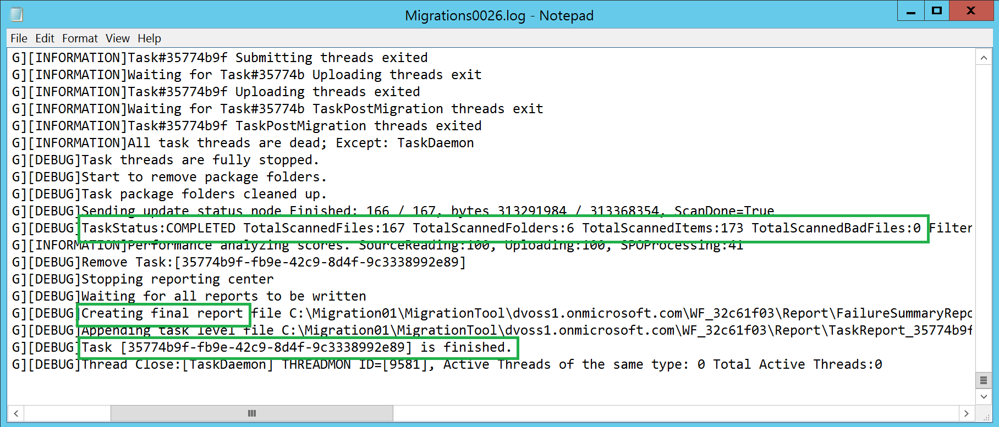 Migrations0026.log - Notepad
File Edit Format View Help
G][INFORMATION]Task#35774b9f Submitting threads exited
G][INFORMATION]Waiting for Task#35774b Uploading threads exit
G][INFORMATION]Task#35774b9f Uploading threads exited
G][INFORMATION]Waiting for Task#35774b TaskPostMigration threads exit
G][INFORMATION]Task#35774b9f TaskPostMigration threads exited
G][INFORMATION]All task threads are dead; Except: TaskDaemon
G][DEBUG]Task threads are fully stopped.
G][DEBUG]Start to remove package folders.
G][DEBUG]Task package folders cleaned up.
G][DEBUG]Sending update status node Finished: 166 / 167, bytes 313291984 / 313368354, ScanDone=True
G][DEBUG]TaskStatus:COMPLETED TotalScannedFiles:167 TotalScannedFolders:6 TotalScannedItems:173 TotalScannedBadFiles:0 Filter
G][INFORMATION]Performance analyzing scores. SourceReading:100, Uploading:100, SPOProcessing:41
G][DEBUG]Remove Task:[35774b9f-fb9e-42c9-8d4f-9c3338992e89]
G][DEBUG]Stopping reporting center
G][DEBUG]Waiting for all reports to be written
G][DEBUG]Creating final report file C:\Migration01\MigrationTool\dvoss1.onmicrosoft.com\WF_32c61f03\Report\FailureSummaryRepo
G][DEBUG]Appending task level file C:\Migration01\MigrationTool\dvoss1.onmicrosoft.com\WF_32c61f03\Report\TaskReport_35774b9f
G][DEBUG]Task [35774b9f-fb9e-42c9-8d4f-9c3338992e89] is finished.
G][DEBUG]Thread Close:[TaskDaemon] THREADMON ID=[9581], Active Threads of the same type: 0 Total Active Threads:0